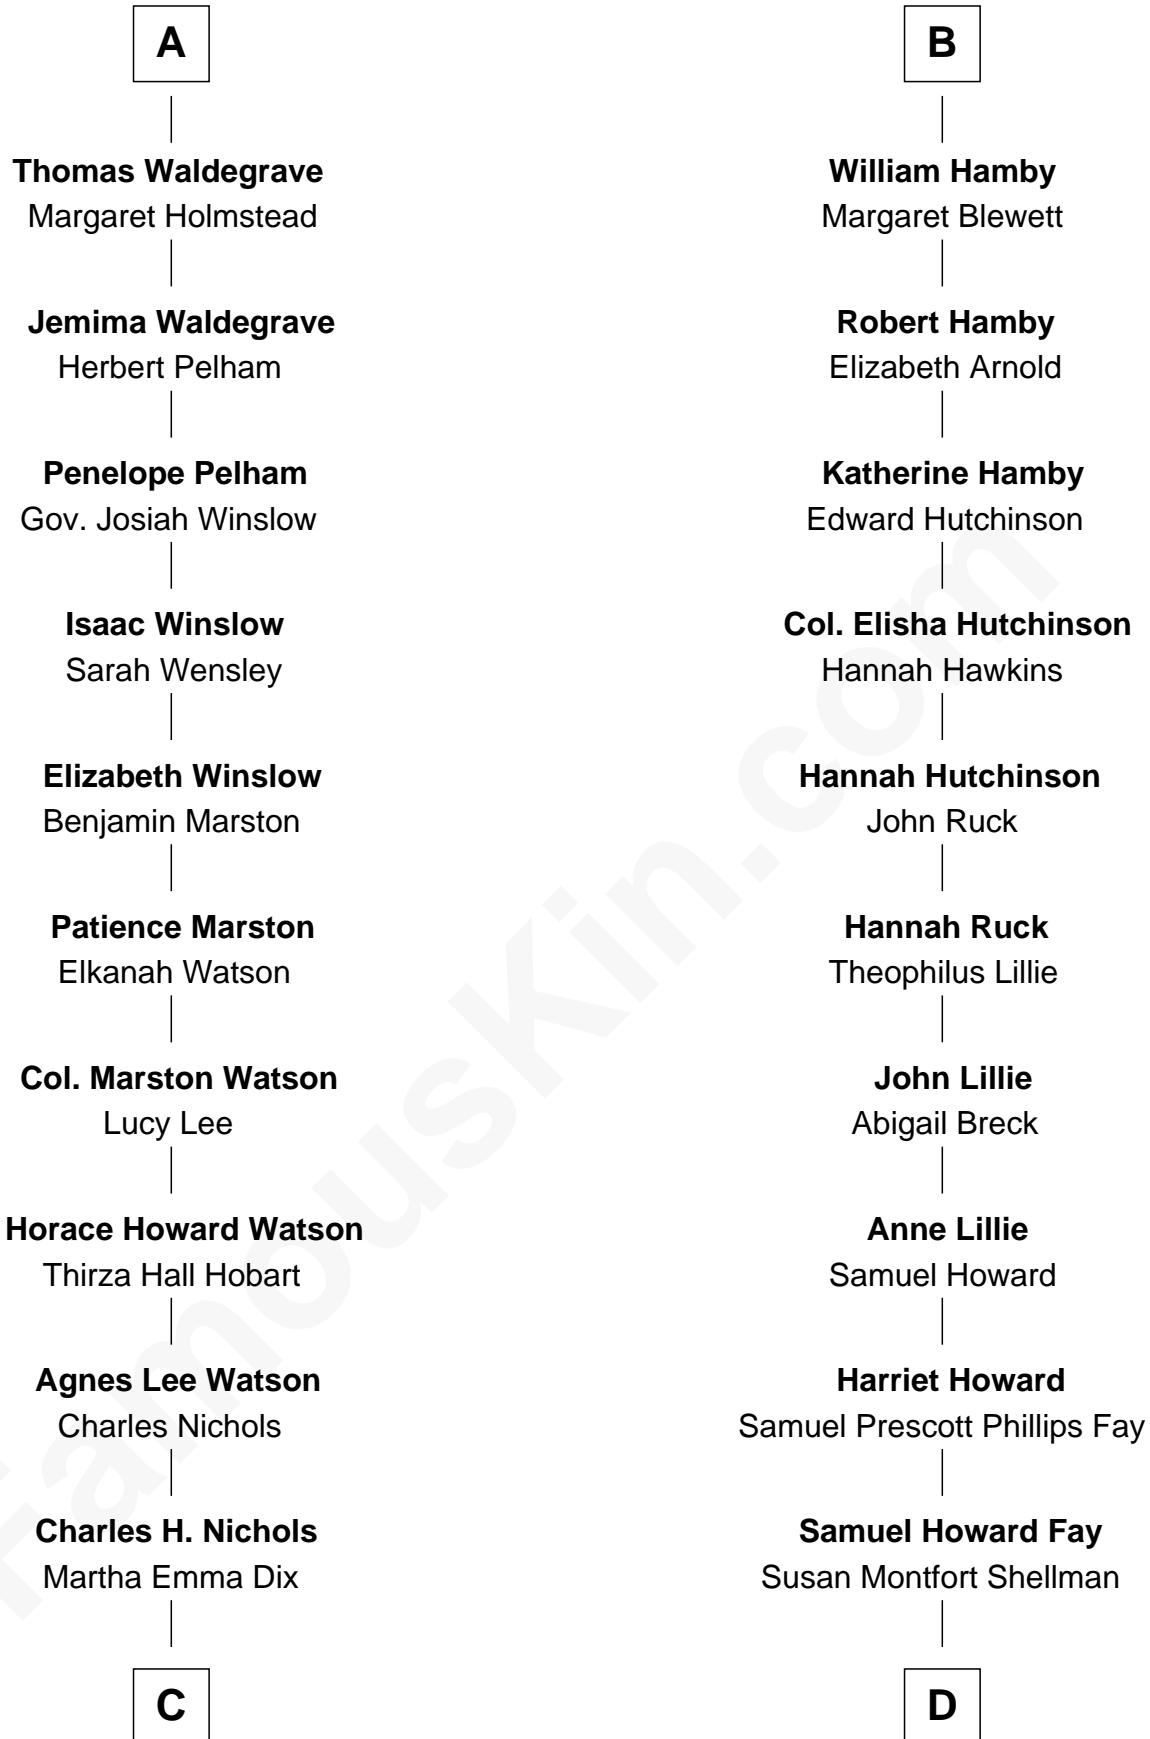 A
Thomas Waldegrave
Margaret Holmstead
Jemima Waldegrave
Herbert Pelham
Penelope Pelham
Gov. Josiah Winslow
Isaac Winslow
Sarah Wensley
Elizabeth Winslow
Benjamin Marston
Patience Marston
Elkanah Watson
Col. Marston Watson
Lucy Lee
Horace Howard Watson
Thirza Hall Hobart
Agnes Lee Watson
Charles Nichols
Charles H. Nichols
Martha Emma Dix
C
B
William Hamby
Margaret Blewett
Robert Hamby
Elizabeth Arnold
Katherine Hamby
Edward Hutchinson
Col. Elisha Hutchinson
Hannah Hawkins
Hannah Hutchinson
John Ruck
Hannah Ruck
Theophilus Lillie
John Lillie
Abigail Breck
Anne Lillie
Samuel Howard
Harriet Howard
Samuel Prescott Phillips Fay
Samuel Howard Fay
Susan Montfort Shellman
D
FamousKin.com